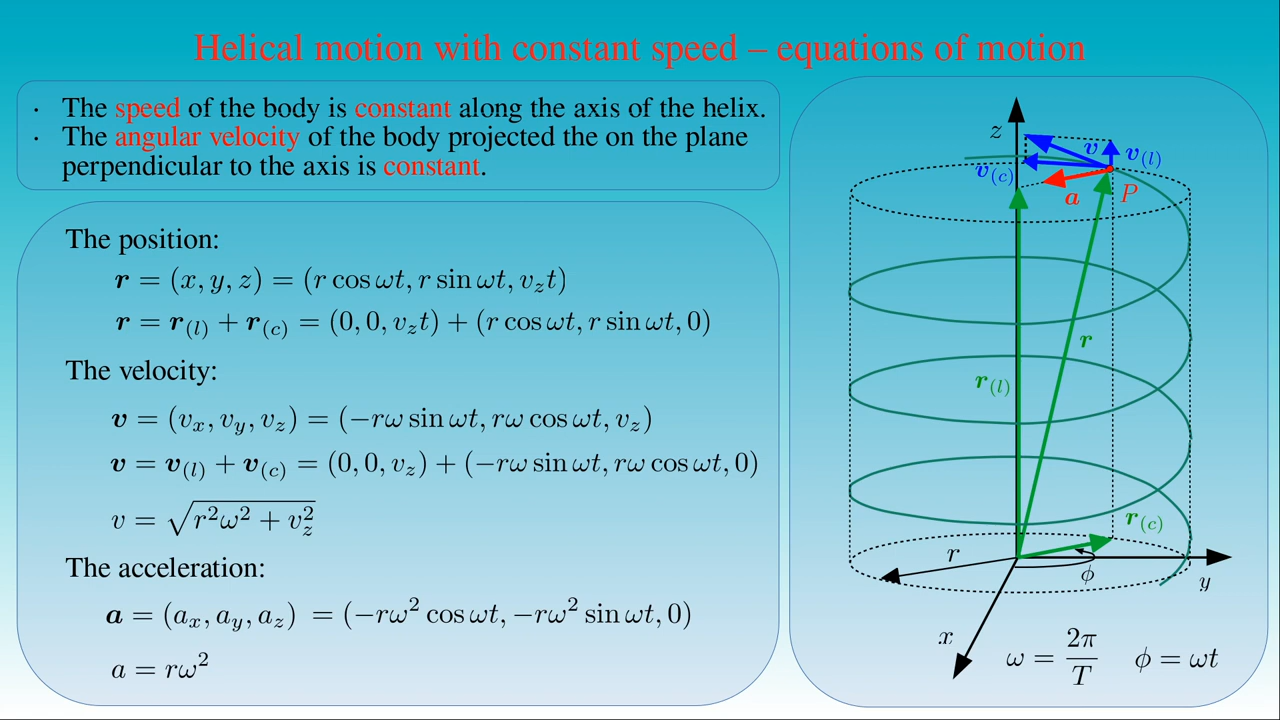 Helical motion with constant speed – equations of motion
· The speed of the body is constant along the axis of the helix.
· The angular velocity of the body projected the on the plane
perpendicular to the axis is constant.
The position:
r = (x, y, z) = (r cos ωt, r sin ωt, v_z t)
r = r_(l) + r_(c) = (0, 0, v_z t) + (r cos ωt, r sin ωt, 0)
The velocity:
v = (v_x, v_y, v_z) = (−rω sin ωt, rω cos ωt, v_z)
v = v_(l) + v_(c) = (0, 0, v_z) + (−rω sin ωt, rω cos ωt, 0)
v = √(r²ω² + v_z²)
The acceleration:
a = (a_x, a_y, a_z) = (−rω² cos ωt, −rω² sin ωt, 0)
a = rω²
z
v
v_(l)
v_(c)
a
P
r
r_(l)
r_(c)
r
ϕ
y
x
ω = 2π/T
ϕ = ωt